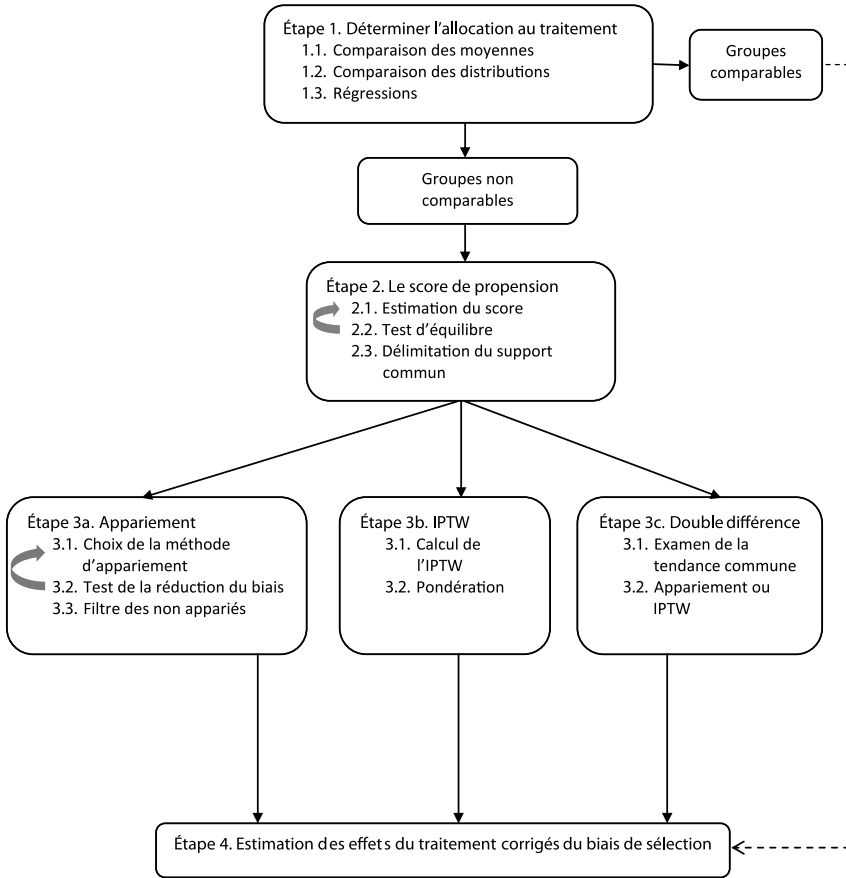 Étape 1. Déterminer l'allocation au traitement
1.1. Comparaison des moyennes
1.2. Comparaison des distributions
1.3. Régressions
Groupes
comparables
Groupes non
comparables
Étape 2. Le score de propension
2.1. Estimation du score
2.2. Test d'équilibre
2.3. Délimitation du support
commun
Étape 3a. Appariement
3.1. Choix de la méthode
d'appariement
3.2. Test de la réduction du biais
3.3. Filtre des non appariés
Étape 3b. IPTW
3.1. Calcul de
l'IPTW
3.2. Pondération
Étape 3c. Double différence
3.1. Examen de la
tendance commune
3.2. Appariement ou
IPTW
Étape 4. Estimation des effets du traitement corrigés du biais de sélection